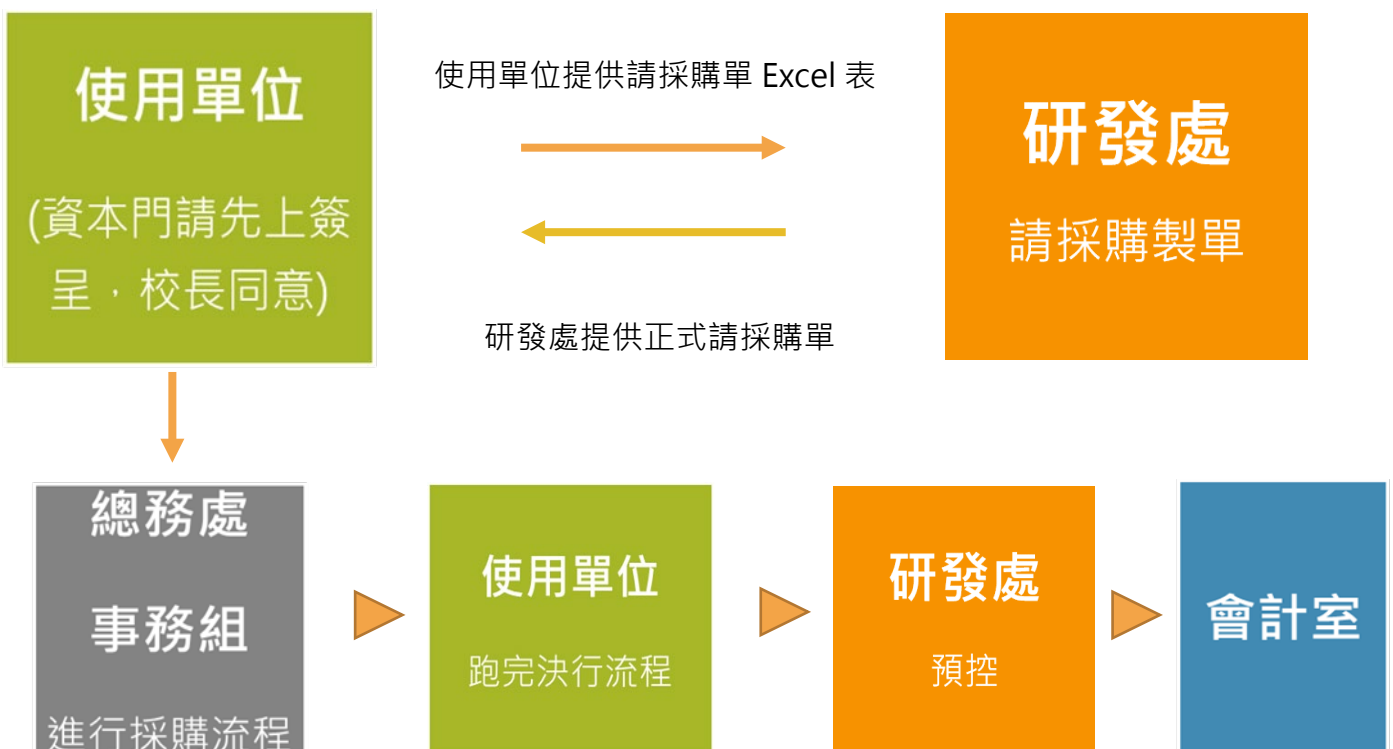 使用單位
(資本門請先上簽
呈，校長同意)
使用單位提供請採購單 Excel 表
研發處提供正式請採購單
研發處
請採購製單
總務處
事務組
進行採購流程
使用單位
跑完決行流程
研發處
預控
會計室